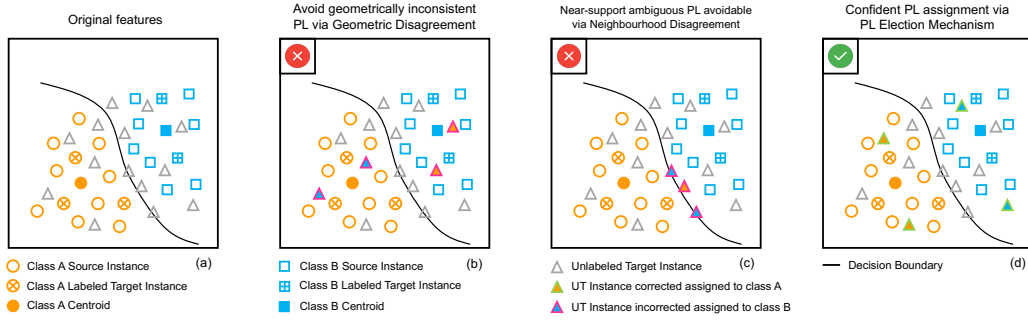 Original features
Avoid geometrically inconsistent
PL via Geometric Disagreement
Near-support ambiguous PL avoidable
via Neighbourhood Disagreement
Confident PL assignment via
PL Election Mechanism
(a)
(b)
(c)
(d)
Class A Source Instance
Class A Labeled Target Instance
Class A Centroid
Class B Source Instance
Class B Labeled Target Instance
Class B Centroid
Unlabeled Target Instance
UT Instance corrected assigned to class A
UT Instance incorrected assigned to class B
Decision Boundary